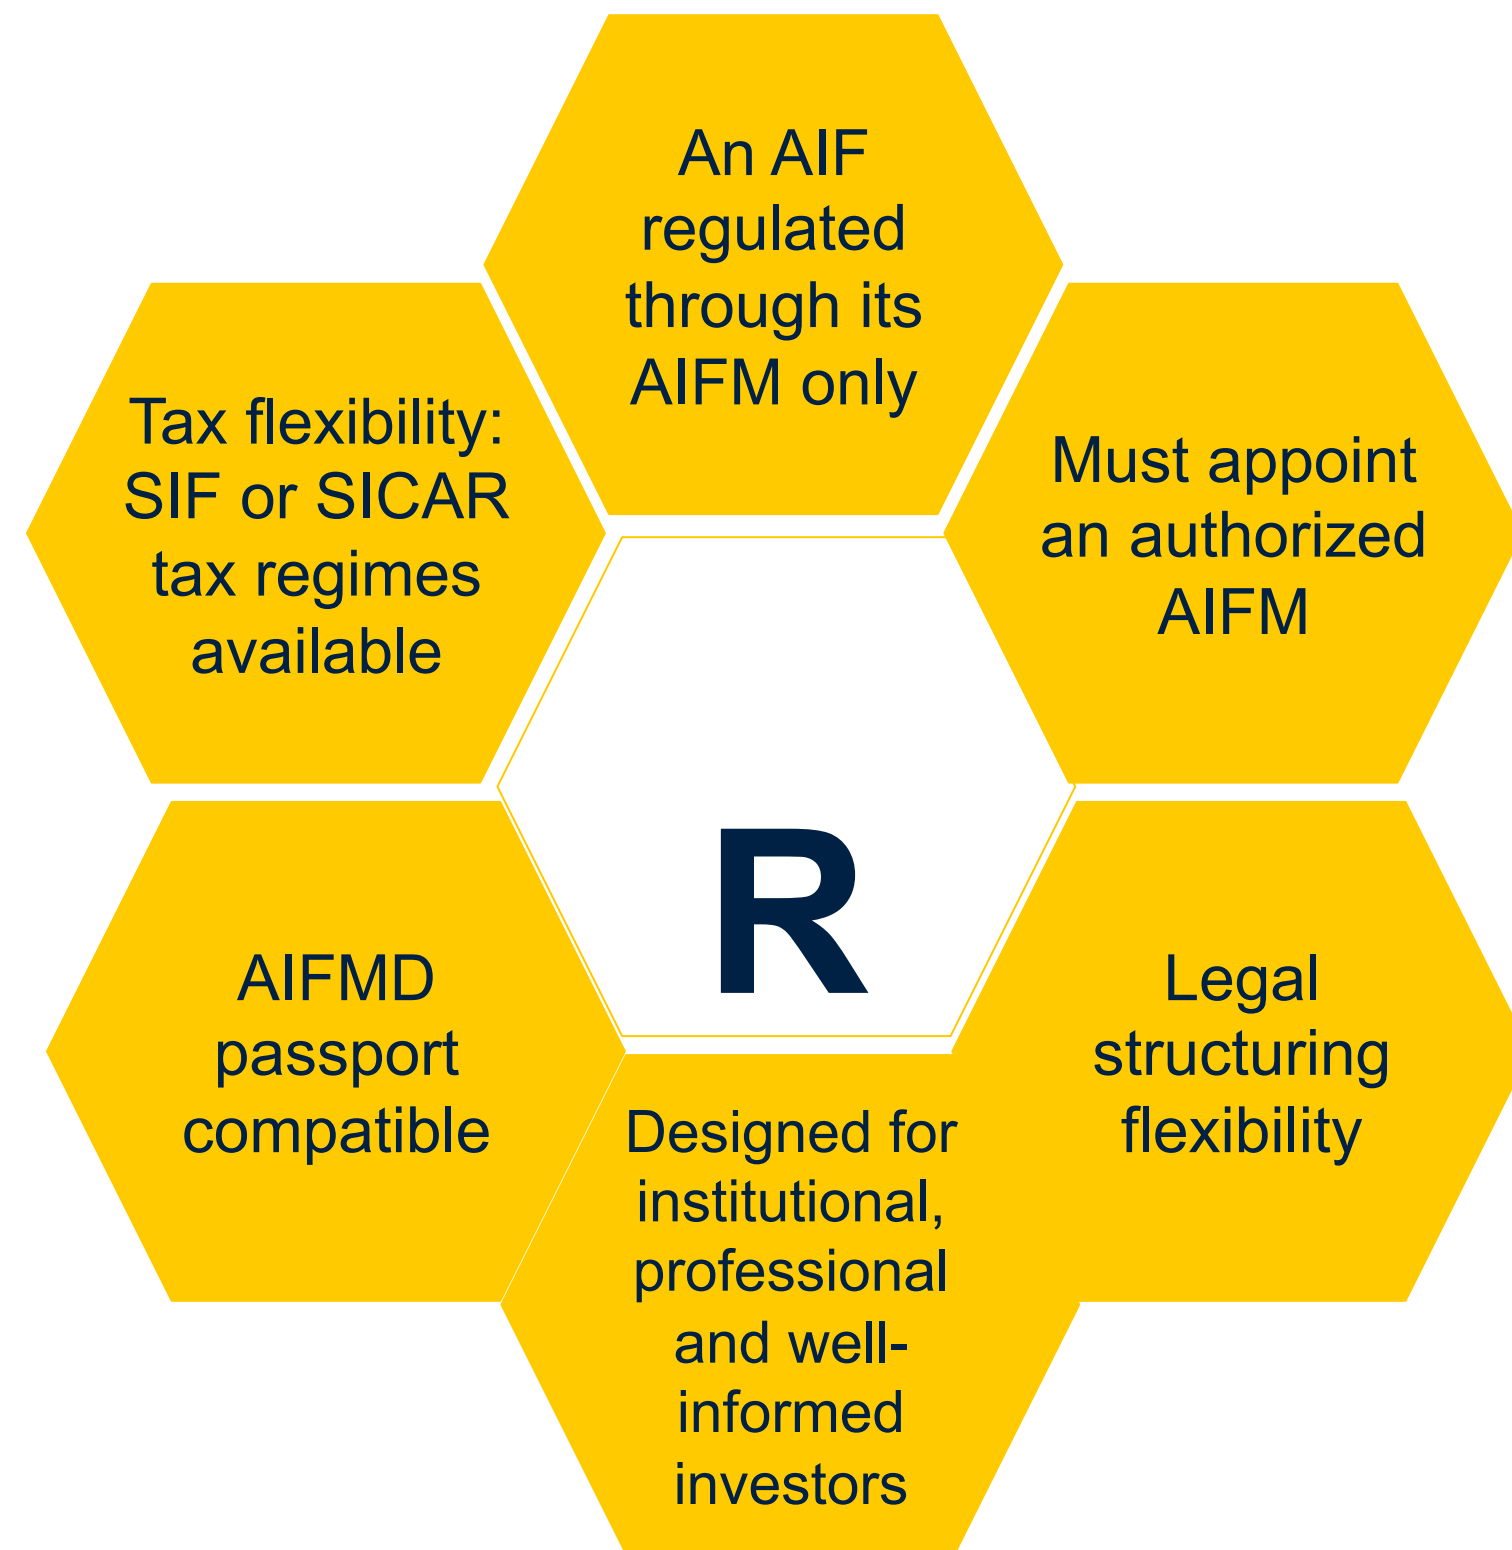 An AIF
regulated
through its
AIFM only
Must appoint
an authorized
AIFM
Legal
structuring
flexibility
Designed for
institutional,
professional
and well-
informed
investors
AIFMD
passport
compatible
Tax flexibility:
SIF or SICAR
tax regimes
available
R